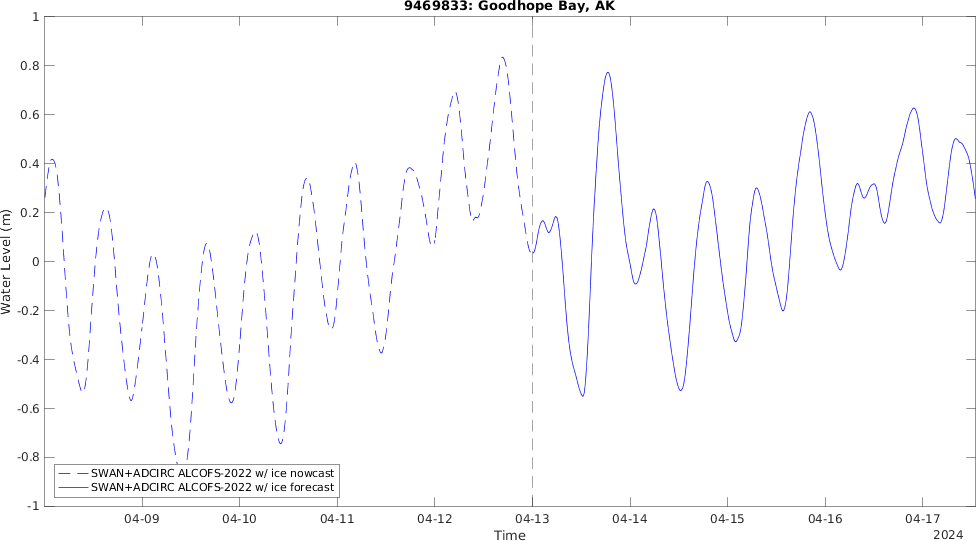 9469833: Goodhope Bay, AK
Water Level (m)
1
0.8
0.6
0.4
0.2
0
-0.2
-0.4
-0.6
-0.8
-1
SWAN+ADCIRC ALCOFS-2022 w/ ice nowcast
SWAN+ADCIRC ALCOFS-2022 w/ ice forecast
04-09 04-10 04-11 04-12 04-13 04-14 04-15 04-16 04-17
Time
2024